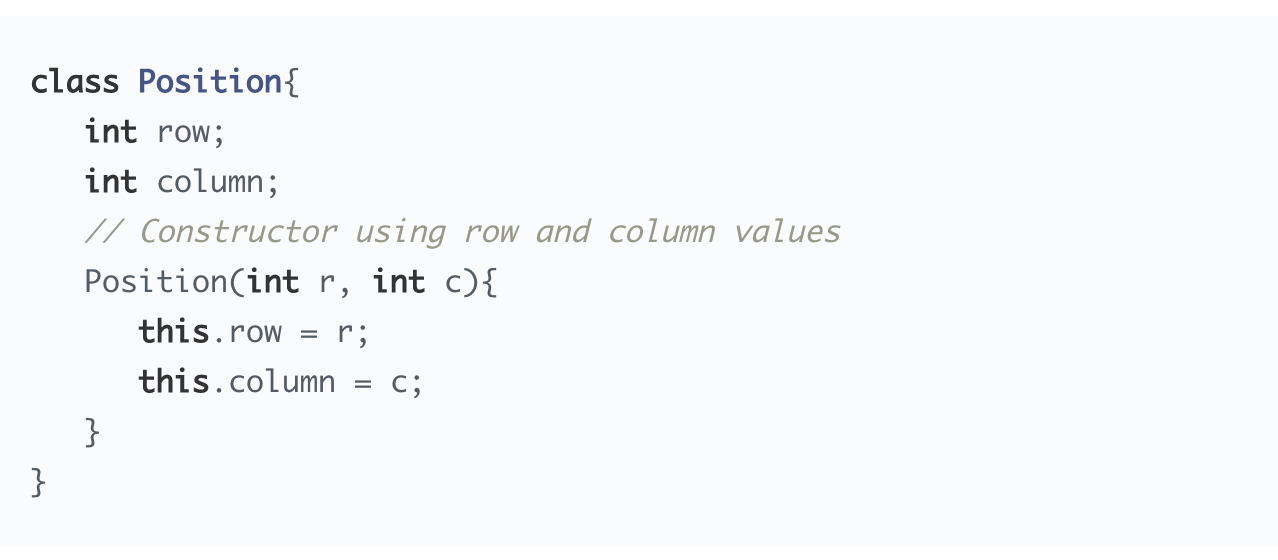 class Position{
   int row;
   int column;
   // Constructor using row and column values
   Position(int r, int c){
      this.row = r;
      this.column = c;
   }
}